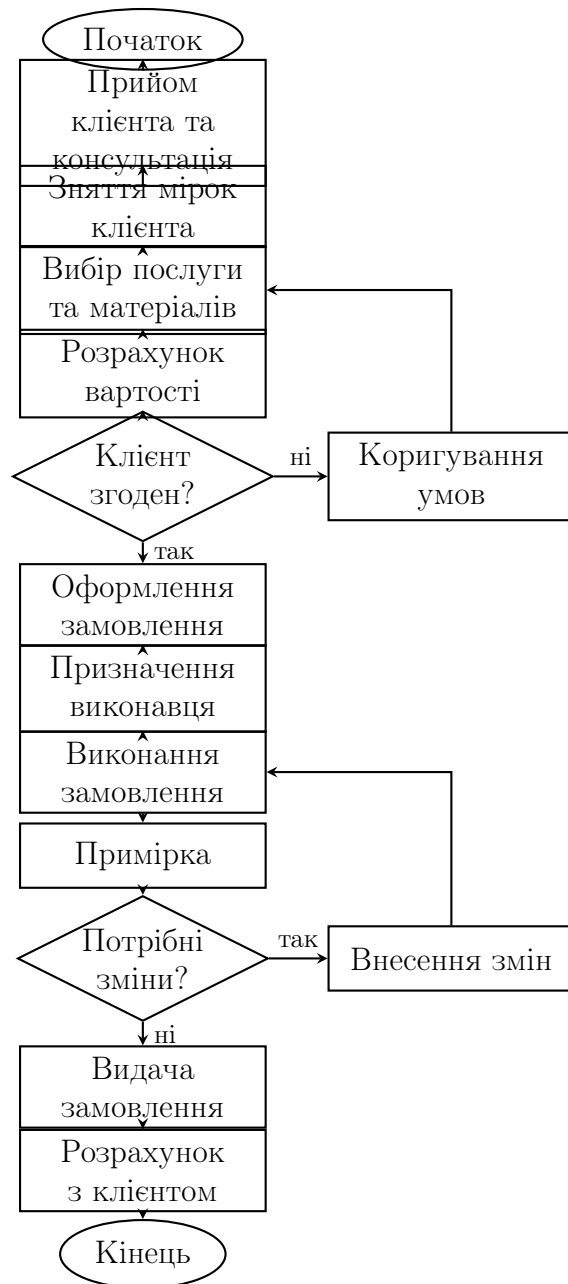 Початок
Прийом
клієнта та
консультація
Зняття мірок
клієнта
Вибір послуги
та матеріалів
Розрахунок
вартості
Клієнт
згоден?
ні
Коригування
умов
так
Оформлення
замовлення
Призначення
виконавця
Виконання
замовлення
Примірка
Потрібні
зміни?
так
Внесення змін
ні
Видача
замовлення
Розрахунок
з клієнтом
Кінець